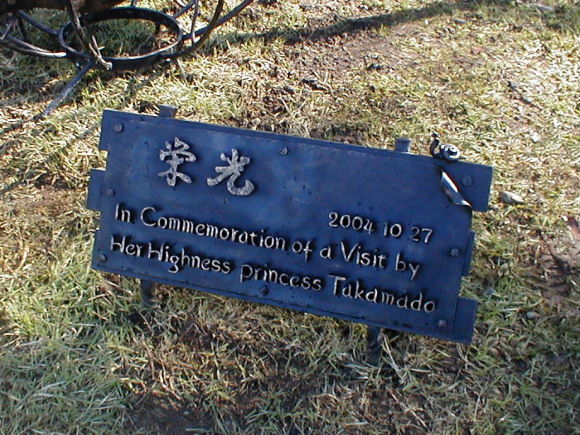 栄光
2004 10 27
In Commemoration of a Visit by
Her Highness princess Takamado